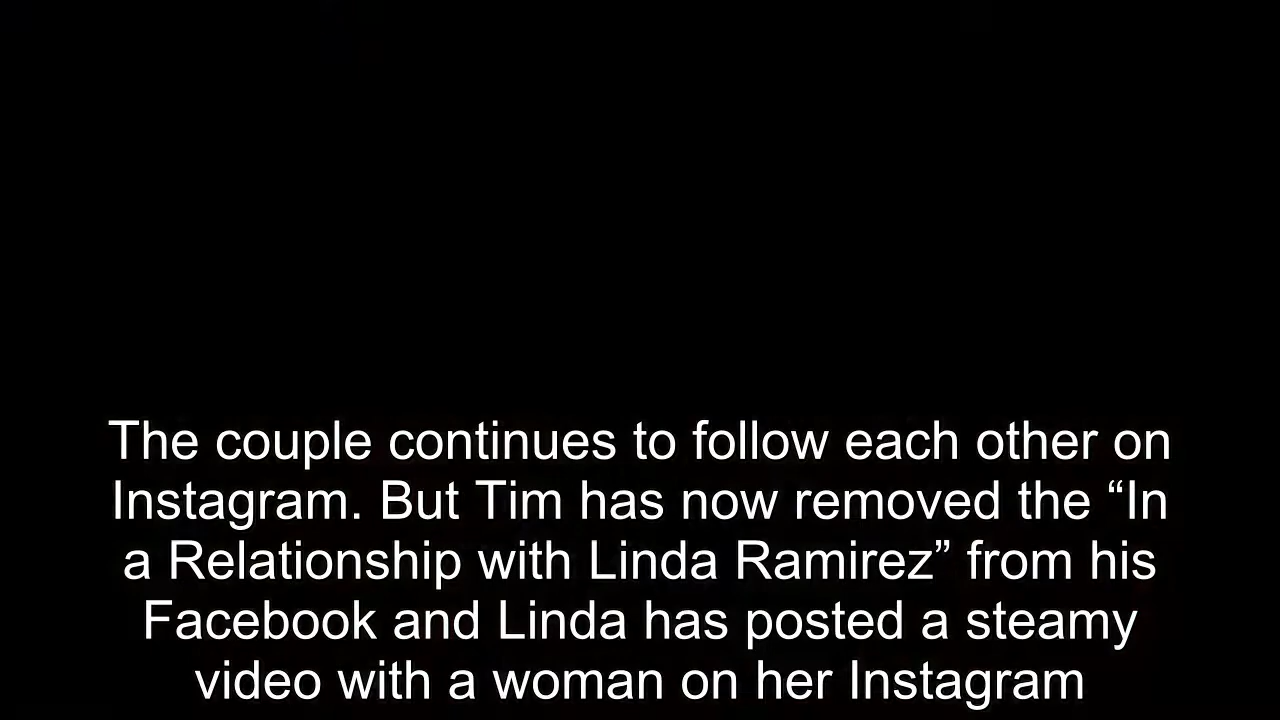 The couple continues to follow each other on
Instagram. But Tim has now removed the “In
a Relationship with Linda Ramirez” from his
Facebook and Linda has posted a steamy
video with a woman on her Instagram